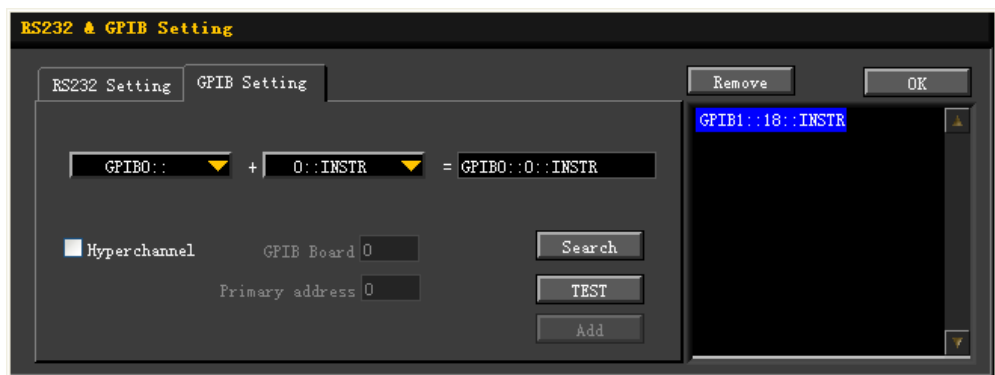 RS232 & GPIB Setting
RS232 Setting
GPIB Setting
Remove
OK
GPIB1::18::INSTR
GPIB0:: + 0::INSTR = GPIB0::0::INSTR
Hyperchannel
GPIB Board 0
Search
Primary address 0
TEST
Add